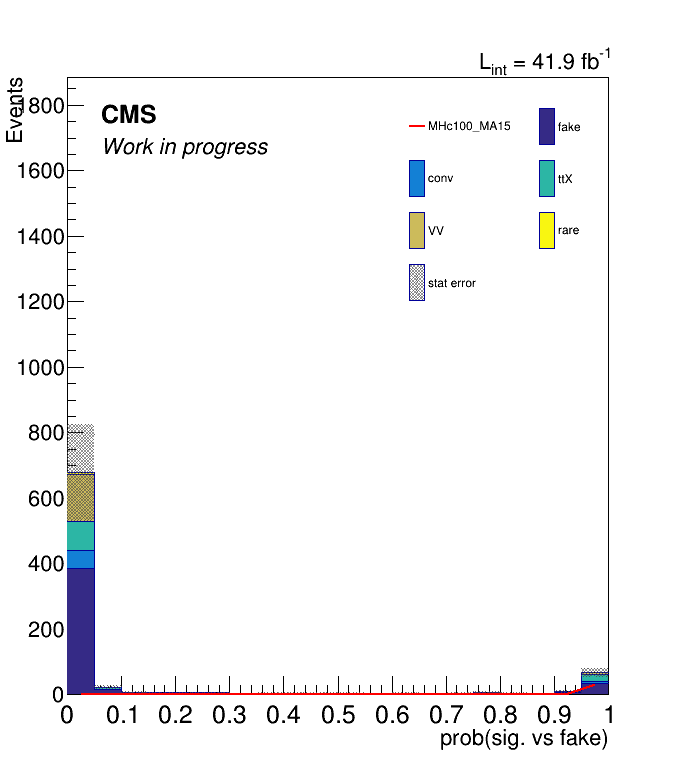 L_int = 41.9 fb^-1
Events
CMS
Work in progress
MHc100_MA15
fake
conv
ttX
VV
rare
stat error
1800
1600
1400
1200
1000
800
600
400
200
0
0 0.1 0.2 0.3 0.4 0.5 0.6 0.7 0.8 0.9 1
prob(sig. vs fake)